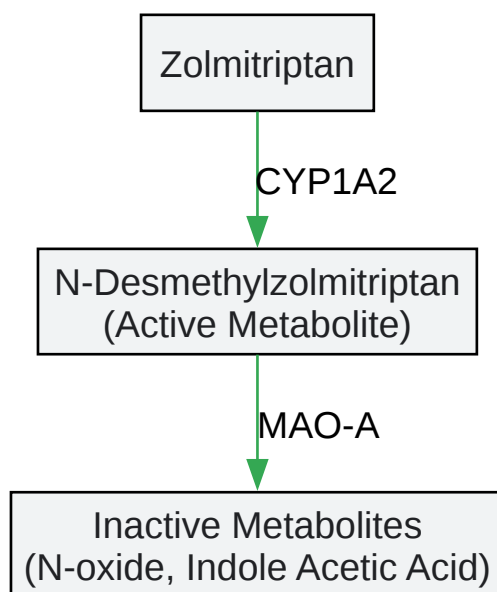 Zolmitriptan
CYP1A2
N-Desmethylzolmitriptan
(Active Metabolite)
MAO-A
Inactive Metabolites
(N-oxide, Indole Acetic Acid)